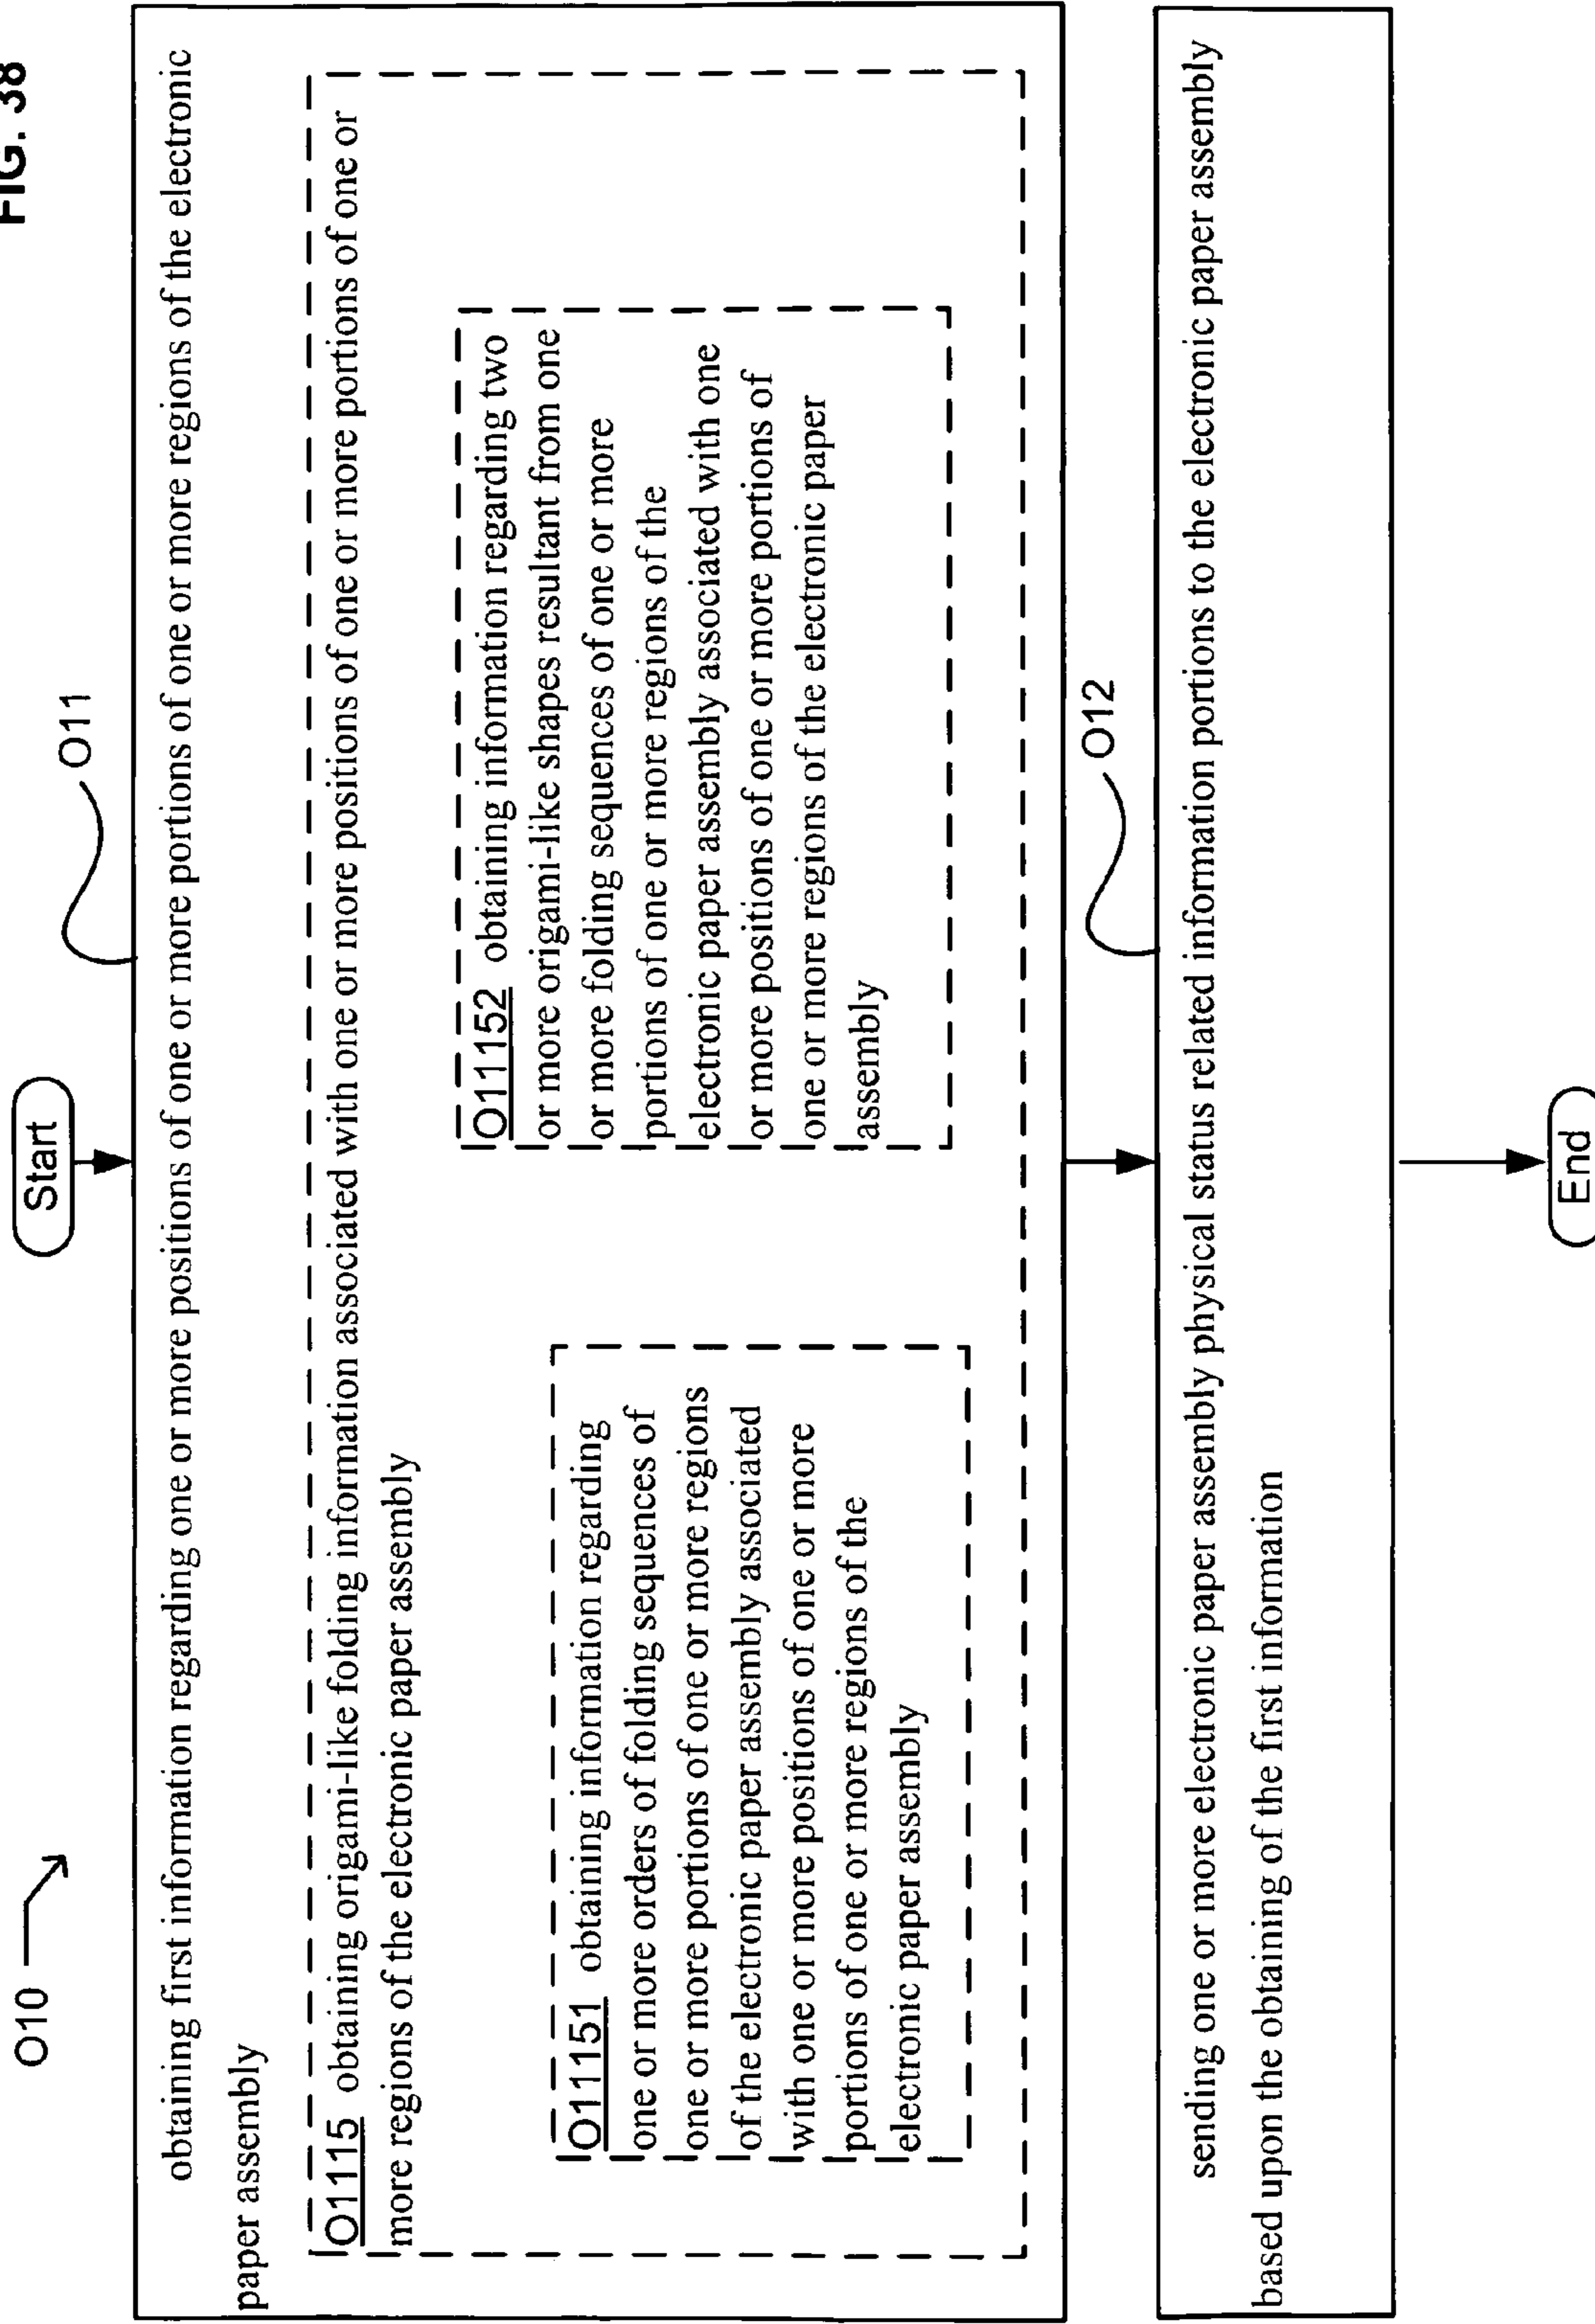 FIG. 38
O10
Start
O11
obtaining first information regarding one or more positions of one or more portions of one or more regions of the electronic
paper assembly
O1115 obtaining origami-like folding information associated with one or more positions of one or more portions of one or
more regions of the electronic paper assembly
O11151 obtaining information regarding
one or more orders of folding sequences of
one or more portions of one or more regions
of the electronic paper assembly associated
with one or more positions of one or more
portions of one or more regions of the
electronic paper assembly
O11152 obtaining information regarding two
or more origami-like shapes resultant from one
or more folding sequences of one or more
portions of one or more regions of the
electronic paper assembly associated with one
or more positions of one or more portions of
one or more regions of the electronic paper
assembly
O12
sending one or more electronic paper assembly physical status related information portions to the electronic paper assembly
based upon the obtaining of the first information
End